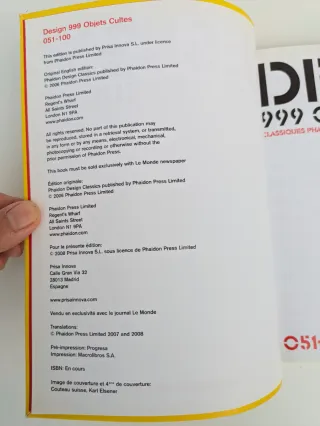 Design 999 Objets Cultes
051-100
This edition is published by Prisa Innova S.L. under licence
from Phaidon Press Limited
Original English edition:
Phaidon Design Classics published by Phaidon Press Limited
© 2006 Phaidon Press Limited
Phaidon Press Limited
Regent's Wharf
All Saints Street
London N1 9PA
www.phaidon.com
All rights reserved. No part of this publication may
be reproduced, stored in a retrieval system or transmitted,
in any form or by any means, electronical, mechanical,
photocopying or recording or otherwise without the
prior permission of Phaidon Press.
This book must be sold exclusively with Le Monde newspaper
Édition originale:
Phaidon Design Classics published by Phaidon Press Limited
© 2006 Phaidon Press Limited
Phaidon Press Limited
Regent's Wharf
All Saints Street
London N1 9PA
www.phaidon.com
Pour la présente édition:
© 2008 Prisa Innova S.L sous licence de Phaidon Press Limited
Prisa Innova
Calle Gran Via 32
28013 Madrid
Espagne
www.prisainnova.com
Vendu en exclusivité avec le journal Le Monde
Translations:
© Phaidon Press Limited 2007 and 2008
Pré-impression: Progresa
Impression: Macrolibros S.A.
ISBN: En cours
Image de couverture et 4ème de couverture:
Couteau suisse, Karl Elsener
999
CLASSIQUES PHA
051-